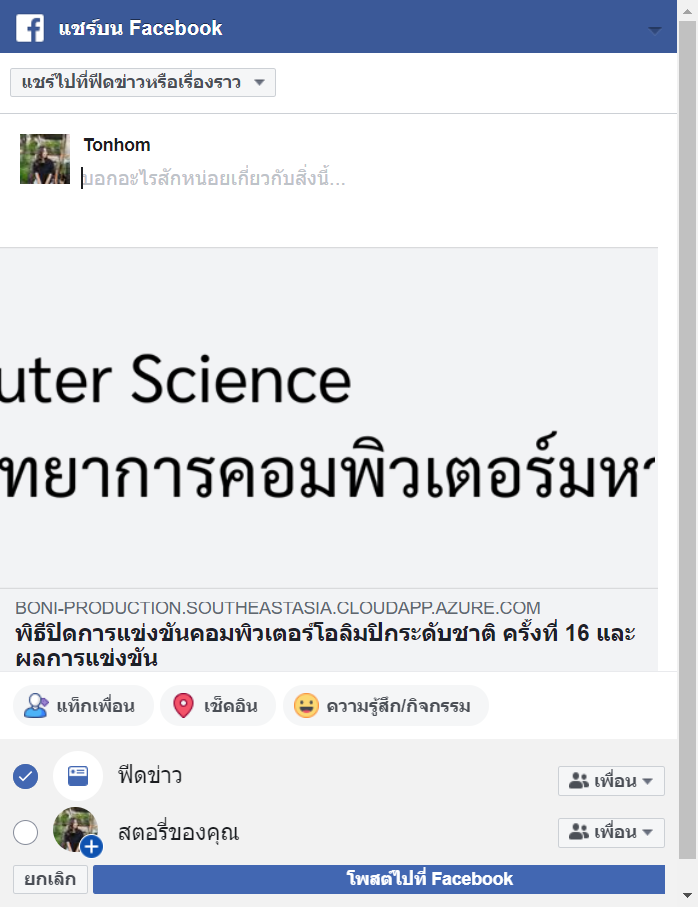 แชร์บน Facebook
แชร์ไปที่ฟีดข่าวหรือเรื่องราว
Tonhom
บอกอะไรสักหน่อยเกี่ยวกับสิ่งนี้...
uter Science
ทยาการคอมพิวเตอร์มหา
BONI-PRODUCTION.SOUTHEASTASIA.CLOUDAPP.AZURE.COM
พิธีปิดการแข่งขันคอมพิวเตอร์โอลิมปิกระดับชาติ ครั้งที่ 16 และ
ผลการแข่งขัน
แท็กเพื่อน เช็คอิน ความรู้สึก/กิจกรรม
ฟีดข่าว เพื่อน
สตอรี่ของคุณ เพื่อน
ยกเลิก โพสต์ไปที่ Facebook